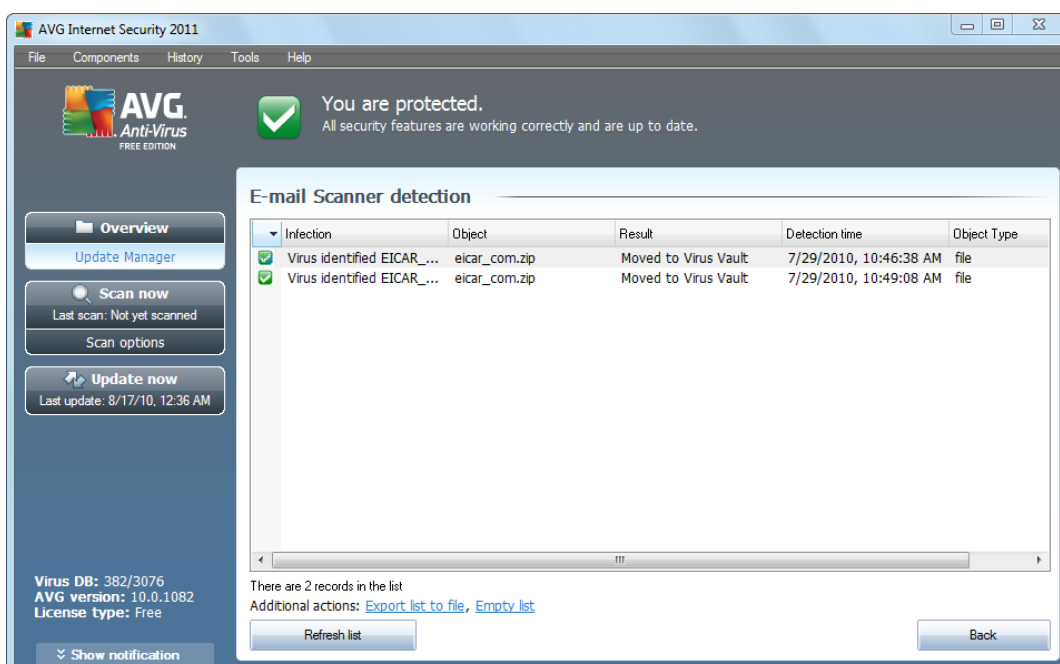 AVG Internet Security 2011
File Components History Tools Help
AVG.
Anti-Virus
FREE EDITION
You are protected.
All security features are working correctly and are up to date.
Overview
Update Manager
Scan now
Last scan: Not yet scanned
Scan options
Update now
Last update: 8/17/10, 12:36 AM
Virus DB: 382/3076
AVG version: 10.0.1082
License type: Free
Show notification
E-mail Scanner detection
Infection Object Result Detection time Object Type
Virus identified EICAR_... eicar_com.zip Moved to Virus Vault 7/29/2010, 10:46:38 AM file
Virus identified EICAR_... eicar_com.zip Moved to Virus Vault 7/29/2010, 10:49:08 AM file
There are 2 records in the list
Additional actions: Export list to file, Empty list
Refresh list Back